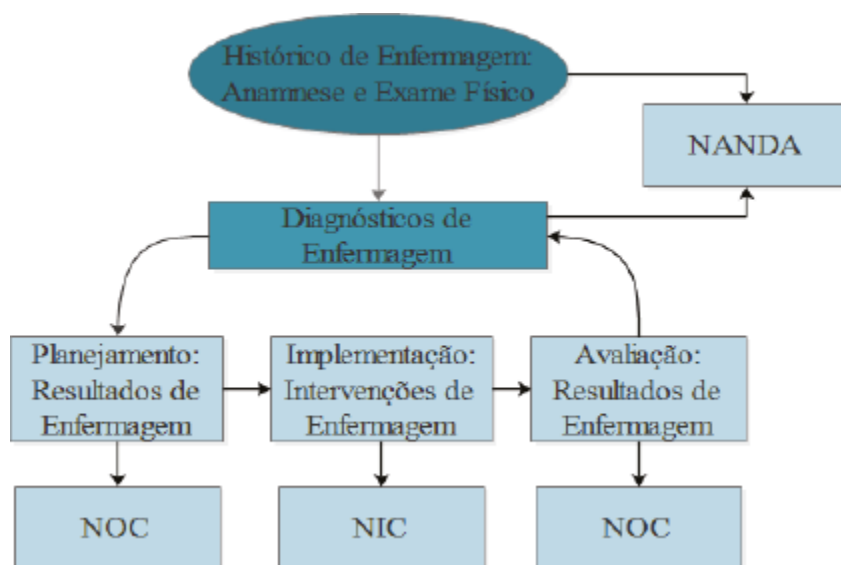 Histórico de Enfermagem:
Anamnese e Exame Físico
NANDA
Diagnósticos de
Enfermagem
Planejamento:
Resultados de
Enfermagem
Implementação:
Intervenções de
Enfermagem
Avaliação:
Resultados de
Enfermagem
NOC
NIC
NOC